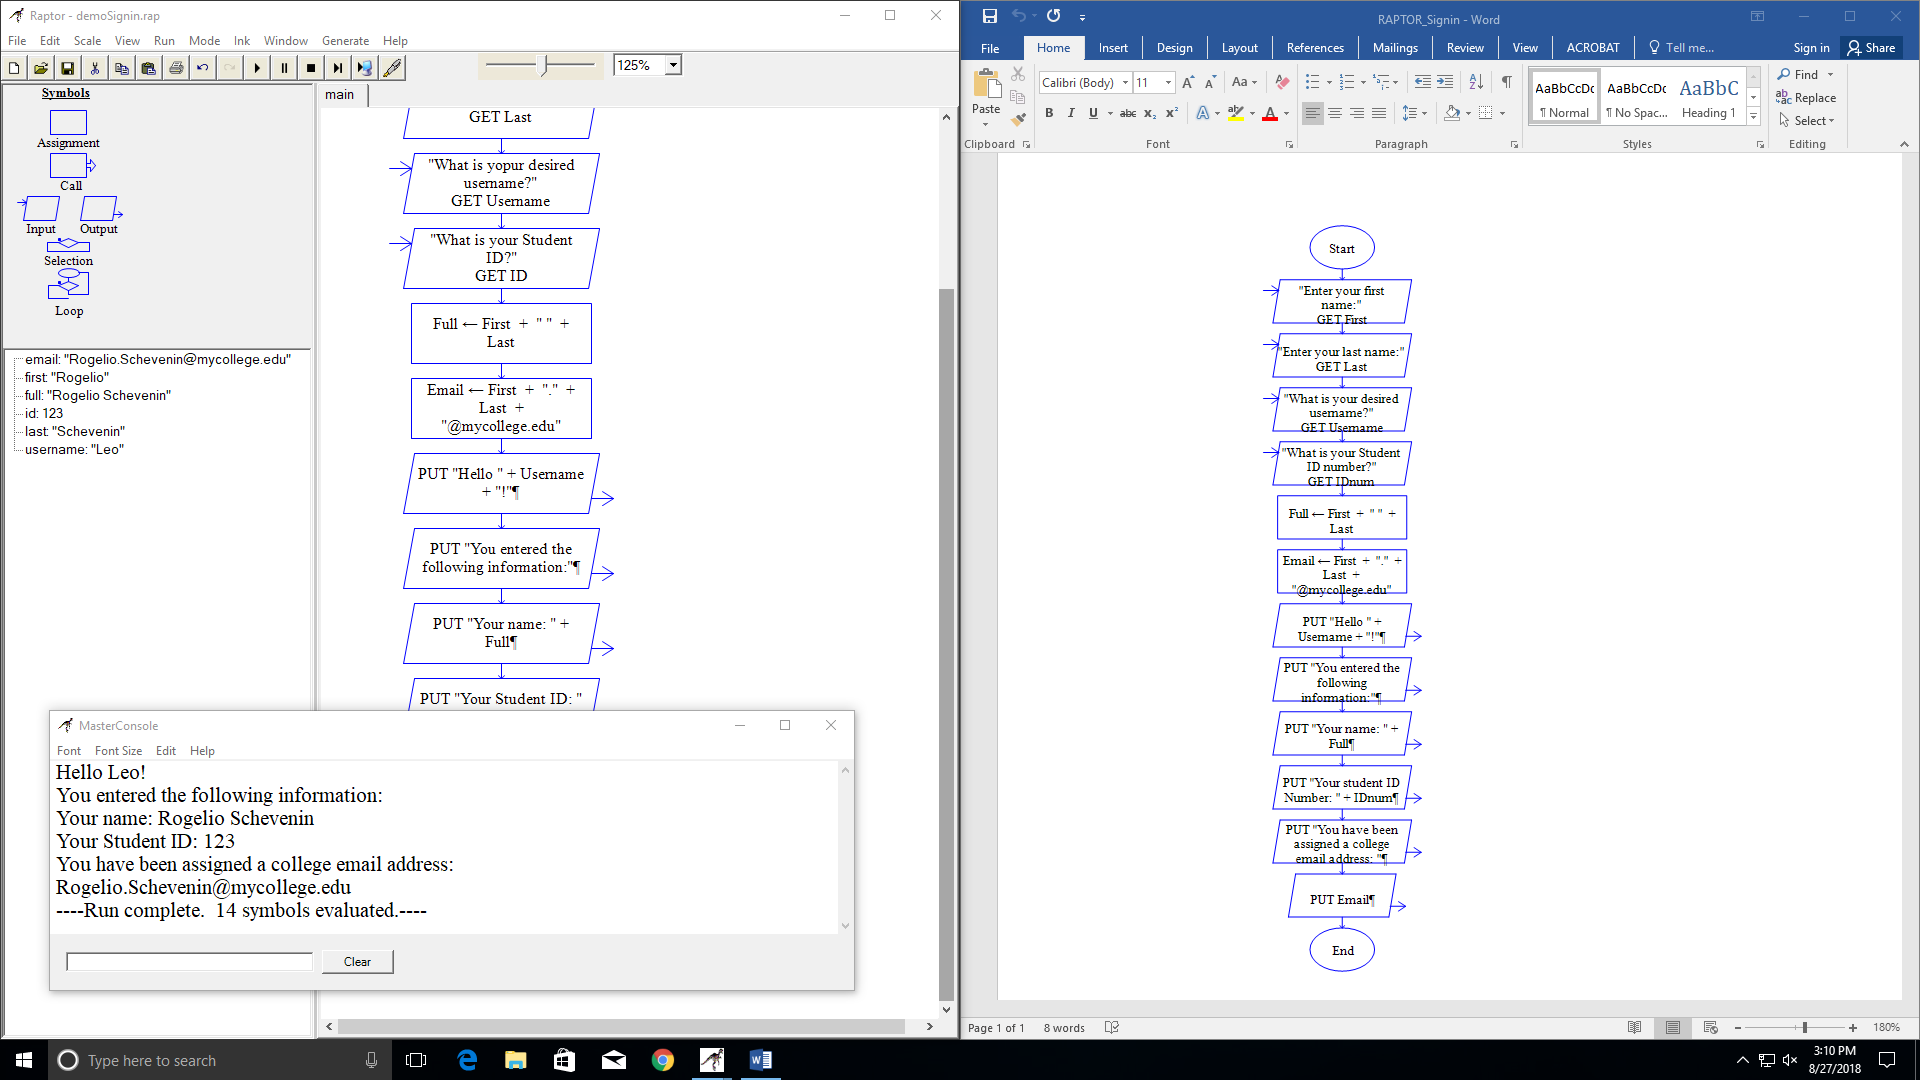 Raptor - demoSignin.rap
File Edit Scale View Run Mode Ink Window Generate Help
125%
Symbols
Assignment
Call
Input Output
Selection
Loop
email: "Rogelio.Schevenin@mycollege.edu"
first: "Rogelio"
full: "Rogelio Schevenin"
id: 123
last: "Schevenin"
username: "Leo"
main
GET Last
"What is yopur desired
username?"
GET Username
"What is your Student
ID?"
GET ID
Full ← First + " " +
Last
Email ← First + "." +
Last +
"@mycollege.edu"
PUT "Hello " + Username
+ "!"¶
PUT "You entered the
following information:"¶
PUT "Your name: " +
Full¶
PUT "Your Student ID: "
MasterConsole
Font Font Size Edit Help
Hello Leo!
You entered the following information:
Your name: Rogelio Schevenin
Your Student ID: 123
You have been assigned a college email address:
Rogelio.Schevenin@mycollege.edu
----Run complete. 14 symbols evaluated.----
Clear
RAPTOR_Signin - Word
File Home Insert Design Layout References Mailings Review View ACROBAT Tell me... Sign in Share
Paste
Clipboard
Calibri (Body) 11 A A Aa
B I U abc x₂ x² A ab A
Font
Paragraph
AaBbCcDc AaBbCcDc AaBbC
¶ Normal ¶ No Spac... Heading 1
Styles
Find
Replace
Select
Editing
Start
"Enter your first
name:"
GET First
"Enter your last name:"
GET Last
"What is your desired
username?"
GET Username
"What is your Student
ID number?"
GET IDnum
Full ← First + " " +
Last
Email ← First + "." +
Last +
"@mycollege.edu"
PUT "Hello " +
Username + "!"¶
PUT "You entered the
following
information:"¶
PUT "Your name: " +
Full¶
PUT "Your student ID
Number: " + IDnum¶
PUT "You have been
assigned a college
email address: "¶
PUT Email¶
End
Page 1 of 1 8 words
180%
Type here to search
3:10 PM
8/27/2018